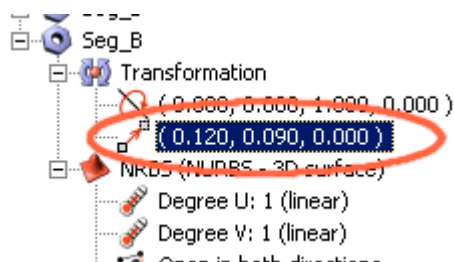 Seg_B
Transformation
( 0.000, 0.000, 1.000, 0.000 )
( 0.120, 0.090, 0.000 )
NRBS (NURBS - 3D surface)
Degree U: 1 (linear)
Degree V: 1 (linear)
Open in both directions